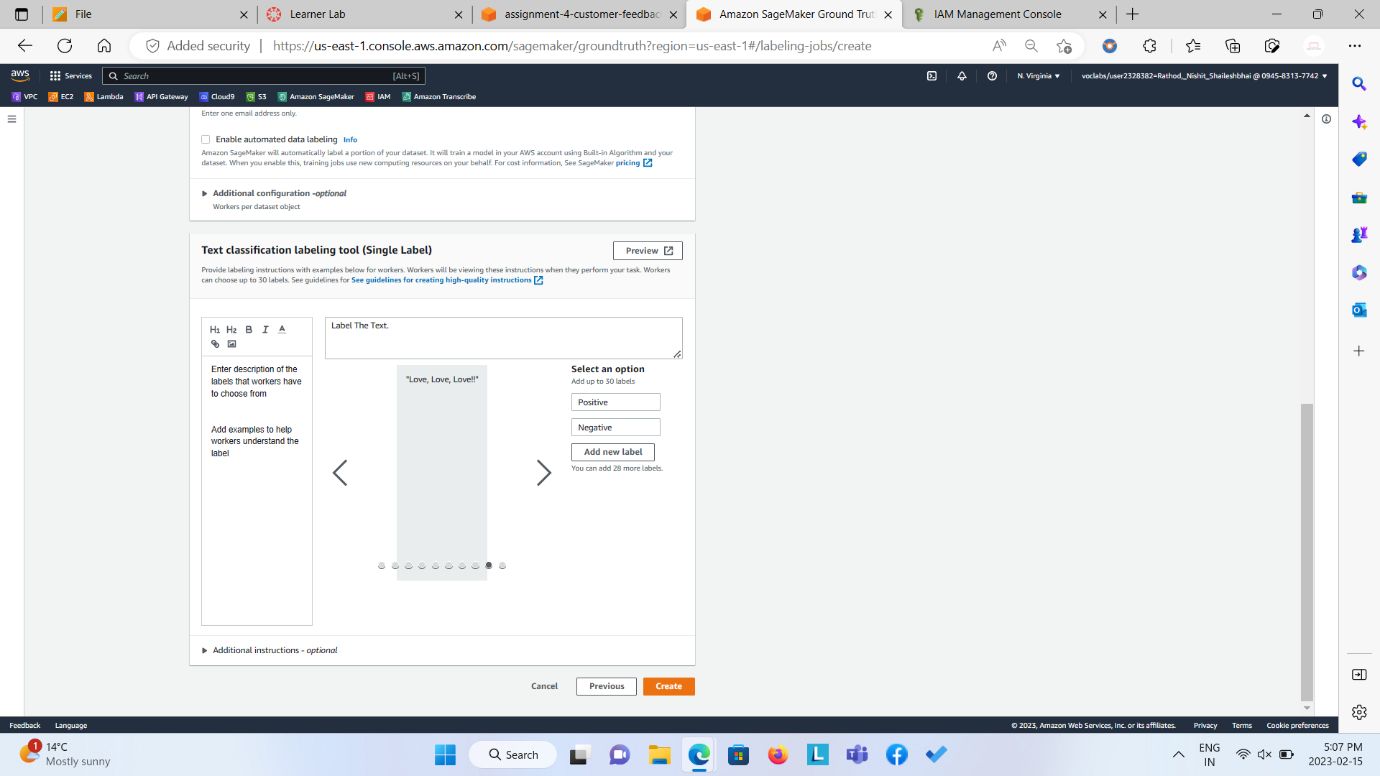 File
Learner Lab
assignment-4-customer-feedbac
Amazon SageMaker Ground Trut
IAM Management Console
Added security
https://us-east-1.console.aws.amazon.com/sagemaker/groundtruth?region=us-east-1#/labeling-jobs/create
aws
Services
Search
[Alt+S]
N. Virginia
voclabs/user2328382=Rathod,_Nishit_Shaileshbhai @ 0945-8313-7742
VPC
EC2
Lambda
API Gateway
Cloud9
S3
Amazon SageMaker
IAM
Amazon Transcribe
Enter one email address only.
Enable automated data labeling Info
Amazon SageMaker will automatically label a portion of your dataset. It will train a model in your AWS account using Built-in Algorithm and your
dataset. When you enable this, training jobs use new computing resources on your behalf. For cost information, See SageMaker pricing
Additional configuration -optional
Workers per dataset object
Text classification labeling tool (Single Label)
Preview
Provide labeling instructions with examples below for workers. Workers will be viewing these instructions when they perform your task. Workers
can choose up to 30 labels. See guidelines for See guidelines for creating high-quality instructions
H1 H2 B I A
Enter description of the
labels that workers have
to choose from
Add examples to help
workers understand the
label
Label The Text.
"Love, Love, Love!!"
Select an option
Add up to 30 labels
Positive
Negative
Add new label
You can add 28 more labels.
Additional instructions - optional
Cancel
Previous
Create
Feedback
Language
© 2023, Amazon Web Services, Inc. or its affiliates.
Privacy
Terms
Cookie preferences
1
14°C
Mostly sunny
Search
ENG
IN
5:07 PM
2023-02-15